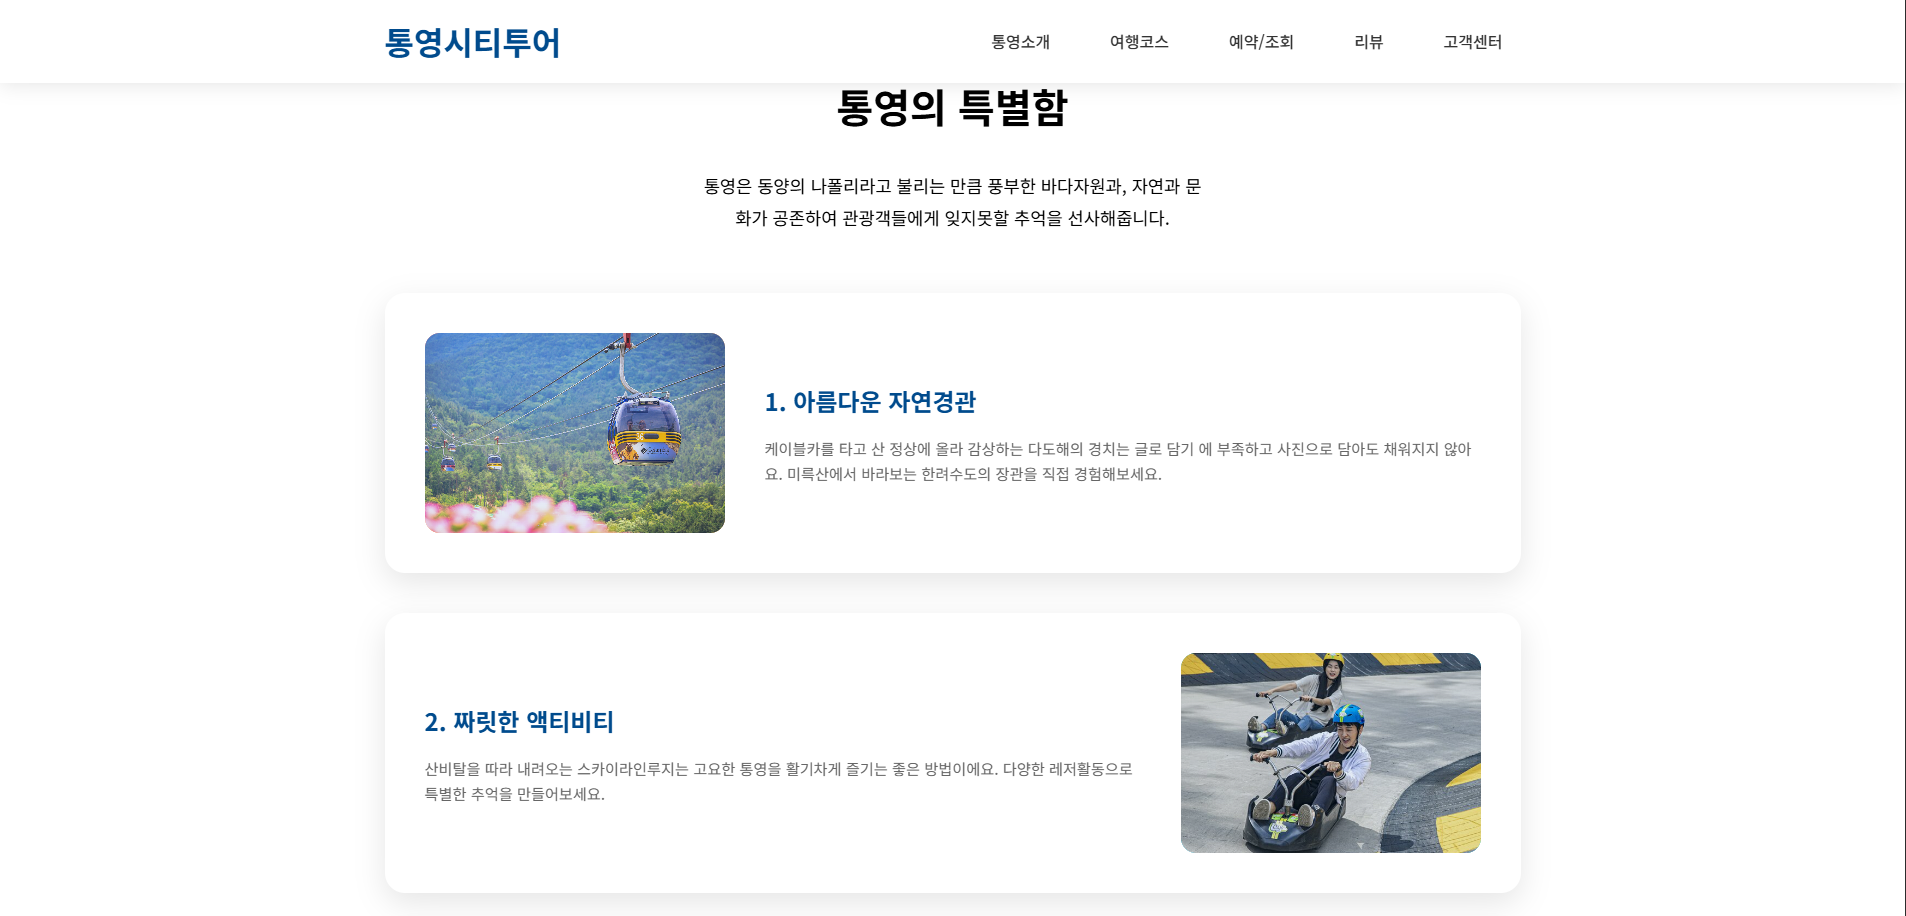 통영시티투어
통영소개 여행코스 예약/조회 리뷰 고객센터
통영의 특별함
통영은 동양의 나폴리라고 불리는 만큼 풍부한 바다자원과, 자연과 문
화가 공존하여 관광객들에게 잊지못할 추억을 선사해줍니다.
1. 아름다운 자연경관
케이블카를 타고 산 정상에 올라 감상하는 다도해의 경치는 글로 담기 에 부족하고 사진으로 담아도 채워지지 않아
요. 미륵산에서 바라보는 한려수도의 장관을 직접 경험해보세요.
2. 짜릿한 액티비티
산비탈을 따라 내려오는 스카이라인루지는 고요한 통영을 활기차게 즐기는 좋은 방법이에요. 다양한 레저활동으로
특별한 추억을 만들어보세요.